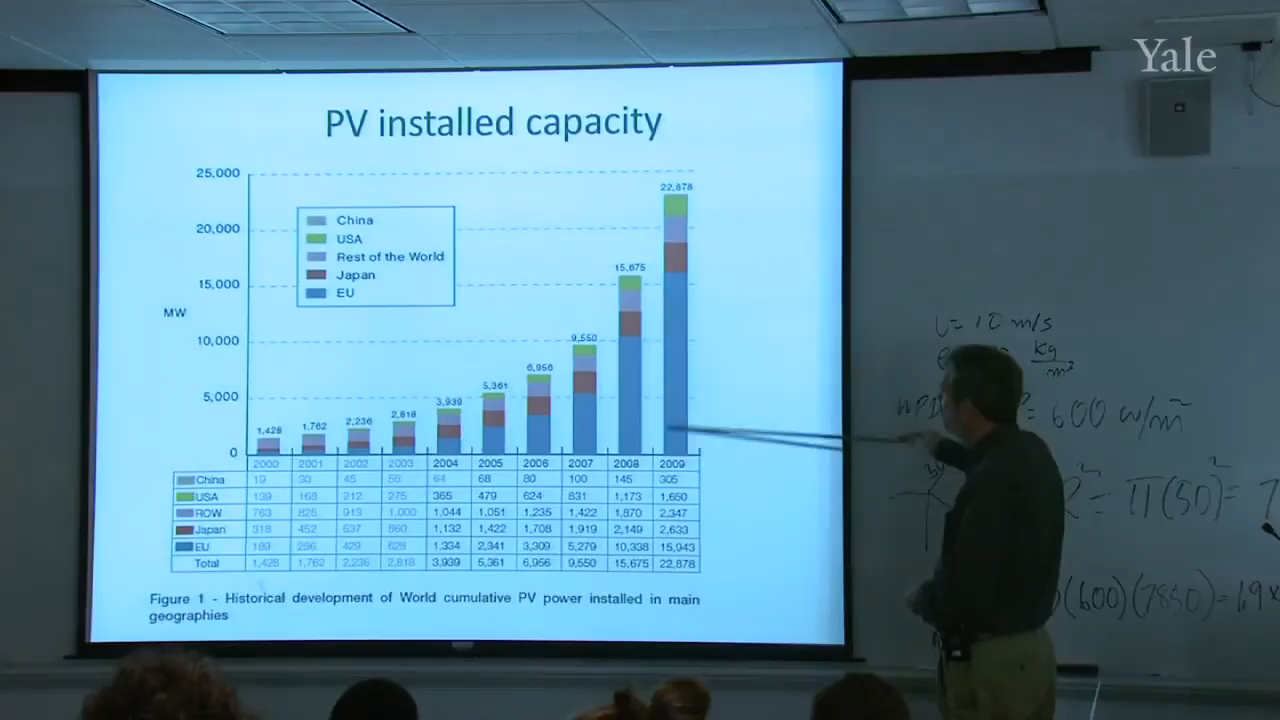 Yale
PV installed capacity
25,000
20,000
15,000
10,000
5,000
0
MW
China
USA
Rest of the World
Japan
EU
1,428
1,762
2,236
2,818
3,939
5,361
6,956
9,550
15,675
22,878
2000 2001 2002 2003 2004 2005 2006 2007 2008 2009
China 19 30 45 64 68 80 100 145 305
USA 139 168 212 275 365 479 624 831 1,173 1,650
ROW 763 825 913 1,000 1,044 1,051 1,235 1,422 1,870 2,347
Japan 318 452 637 860 1,132 1,422 1,708 1,919 2,149 2,633
EU 189 286 429 628 1,334 2,341 3,309 5,279 10,338 15,943
Total 1,428 1,762 2,236 2,818 3,939 5,361 6,956 9,550 15,675 22,878
Figure 1 - Historical development of World cumulative PV power installed in main
geographies
U= 10 m/s
kg
m²
= 600 w/m²
= π(50)²=
(600)(7850)= 1.9 x